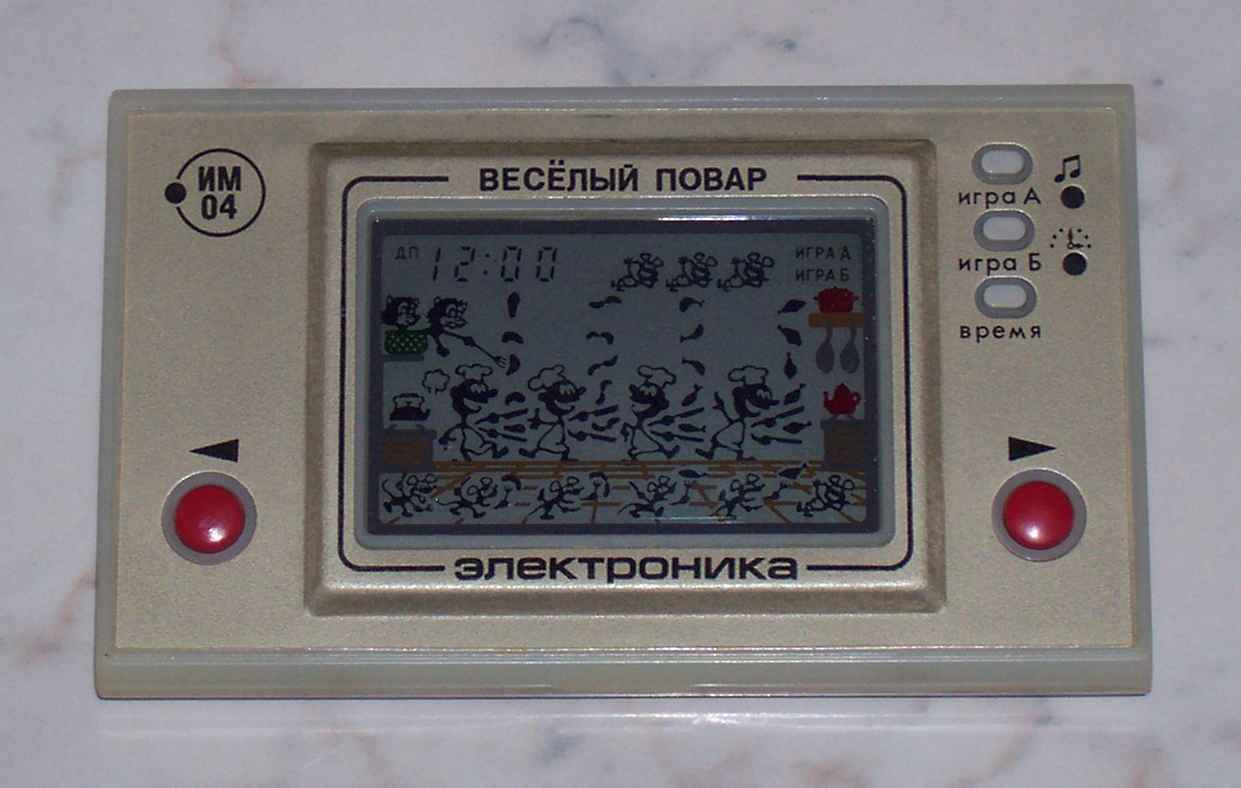 ИМ
04
ВЕСЁЛЫЙ ПОВАР
ДП 12:00
ИГРА А
ИГРА Б
игра А
игра Б
время
электроника